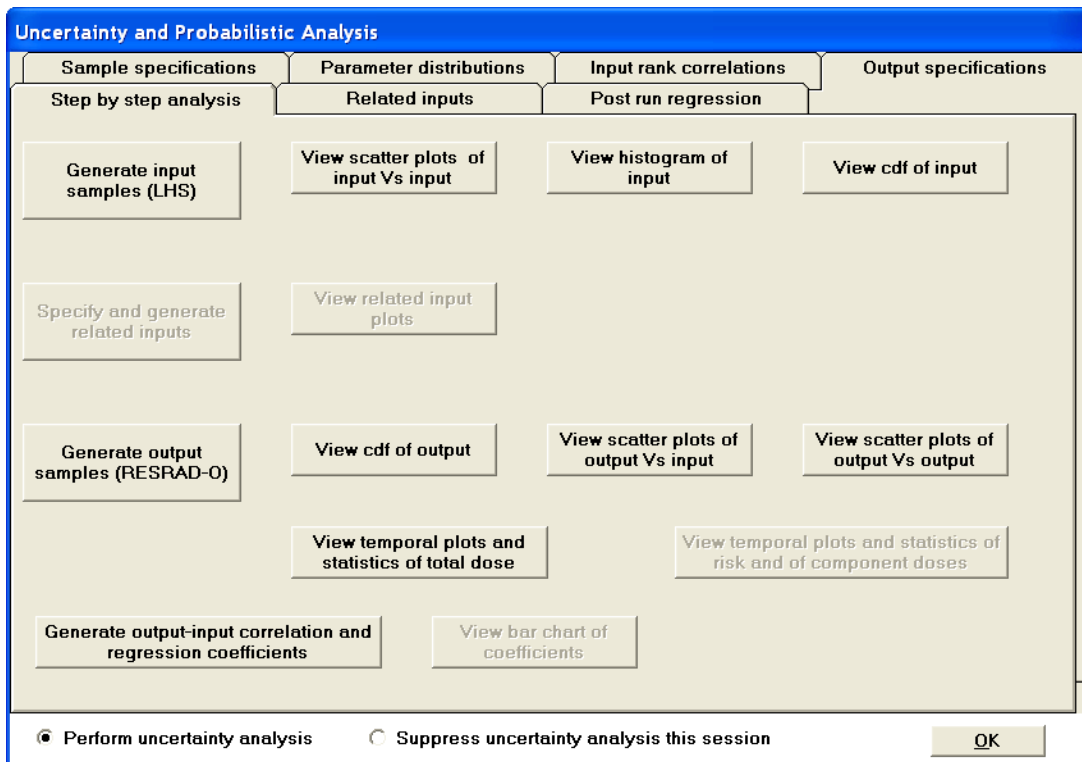 Uncertainty and Probabilistic Analysis
Sample specifications
Parameter distributions
Input rank correlations
Output specifications
Step by step analysis
Related inputs
Post run regression
Generate input
samples (LHS)
View scatter plots of
input Vs input
View histogram of
input
View cdf of input
Specify and generate
related inputs
View related input
plots
Generate output
samples (RESRAD-O)
View cdf of output
View scatter plots of
output Vs input
View scatter plots of
output Vs output
View temporal plots and
statistics of total dose
View temporal plots and statistics of
risk and of component doses
Generate output-input correlation and
regression coefficients
View bar chart of
coefficients
Perform uncertainty analysis
Suppress uncertainty analysis this session
OK